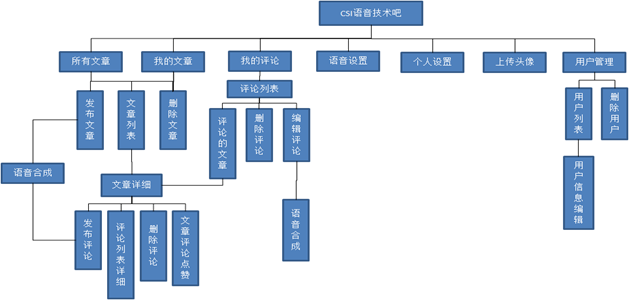 CSI语音技术吧
所有文章
我的文章
我的评论
语音设置
个人设置
上传头像
用户管理
评论列表
发布文章
文章列表
删除文章
评论的文章
删除评论
编辑评论
用户列表
删除用户
语音合成
文章详细
用户信息编辑
语音合成
发布评论
评论列表详细
删除评论
文章评论点赞